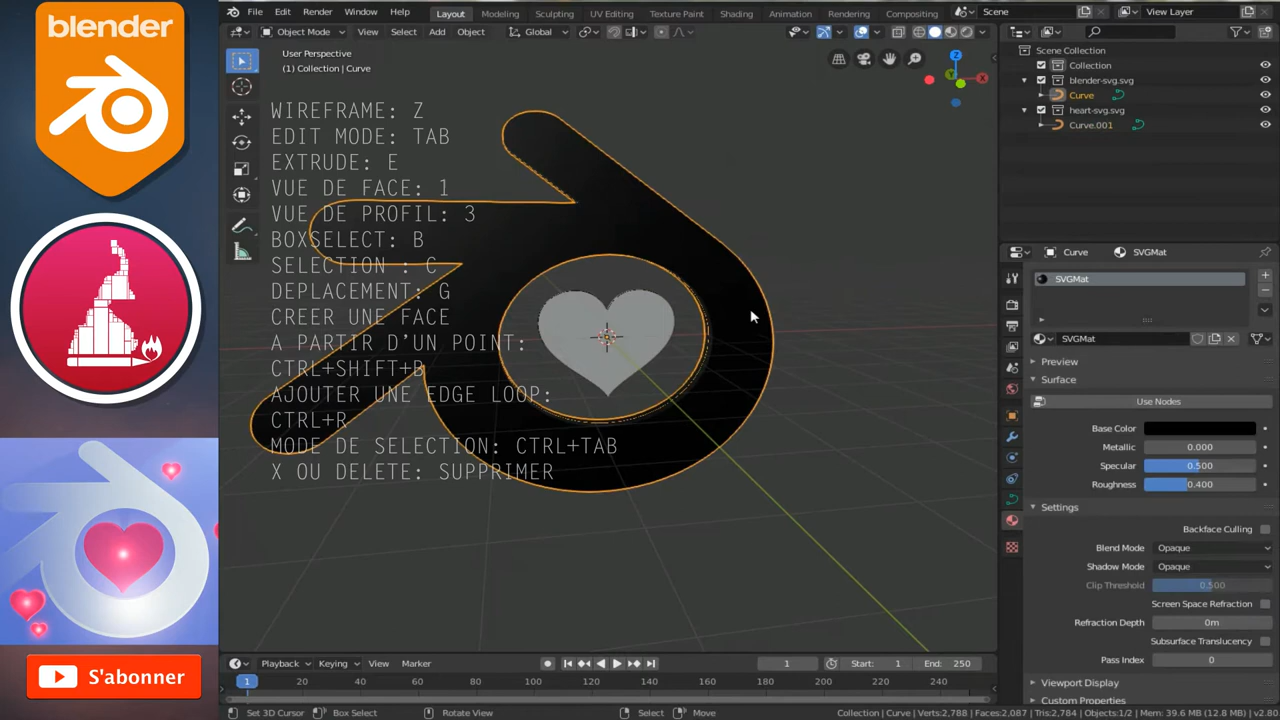 blender
S'abonner
File Edit Render Window Help
Layout Modeling Sculpting UV Editing Texture Paint Shading Animation Rendering Compositing
Scene
View Layer
Object Mode View Select Add Object Global
User Perspective
(1) Collection | Curve
WIREFRAME: Z
EDIT MODE: TAB
EXTRUDE: E
VUE DE FACE: 1
VUE DE PROFIL: 3
BOXSELECT: B
SELECTION : C
DEPLACEMENT: G
CREER UNE FACE
A PARTIR D'UN POINT:
CTRL+SHIFT+B
AJOUTER UNE EDGE LOOP:
CTRL+R
MODE DE SELECTION: CTRL+TAB
X OU DELETE: SUPPRIMER
Z
X
Y
Scene Collection
Collection
blender-svg.svg
Curve
heart-svg.svg
Curve.001
Curve SVGMat
SVGMat
SVGMat
Preview
Surface
Use Nodes
Base Color
Metallic 0.000
Specular 0.500
Roughness 0.400
Settings
Backface Culling
Blend Mode Opaque
Shadow Mode Opaque
Clip Threshold 0.500
Screen Space Refraction
Refraction Depth 0m
Subsurface Translucency
Pass Index 0
Viewport Display
Custom Properties
Playback Keying View Marker
1 Start: 1 End: 250
1 20 40 60 80 100 120 140 160 180 200 220 240
Set 3D Cursor Box Select Rotate View Select Move
Collection | Curve | Verts:2,788 | Faces:2,087 | Tris:2,784 | Objects:1/2 | Mem: 39.6 MB (12.8 MB) | v2.80